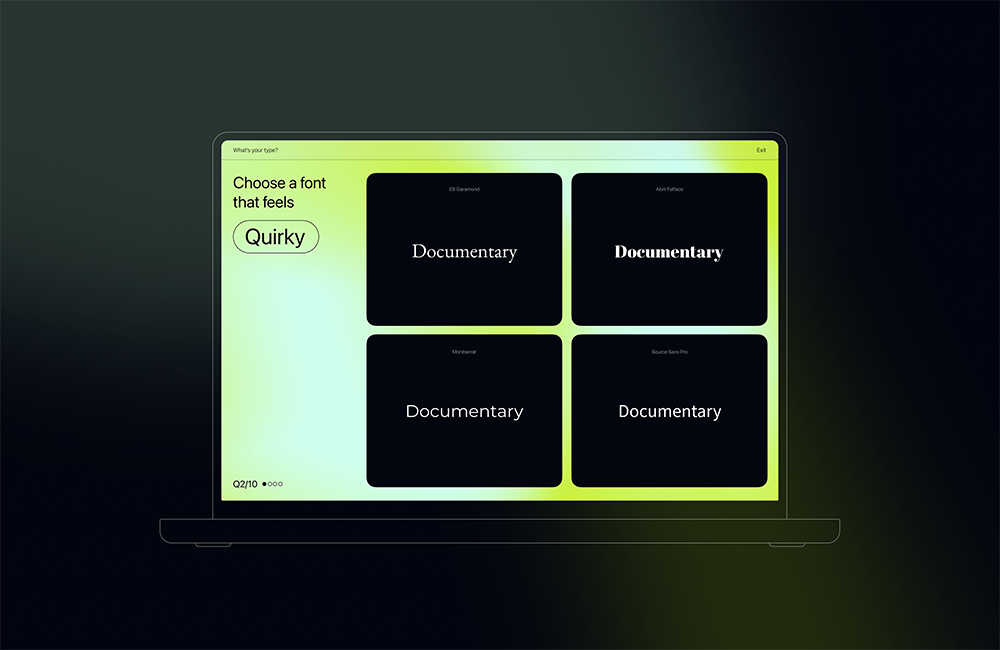 What's your type?
Exit
Choose a font
that feels
Quirky
EB Garamond
Documentary
Abril Fatface
Documentary
Montserrat
Documentary
Source Sans Pro
Documentary
Q2/10